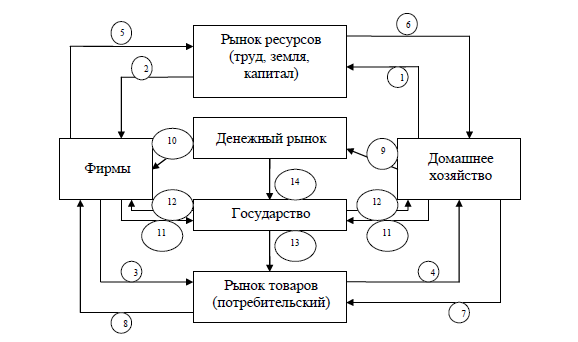 5
6
Рынок ресурсов
(труд, земля,
капитал)
2
1
Денежный рынок
10
9
Фирмы
Домашнее
хозяйство
14
12
12
Государство
11
11
13
3
4
Рынок товаров
(потребительский)
8
7